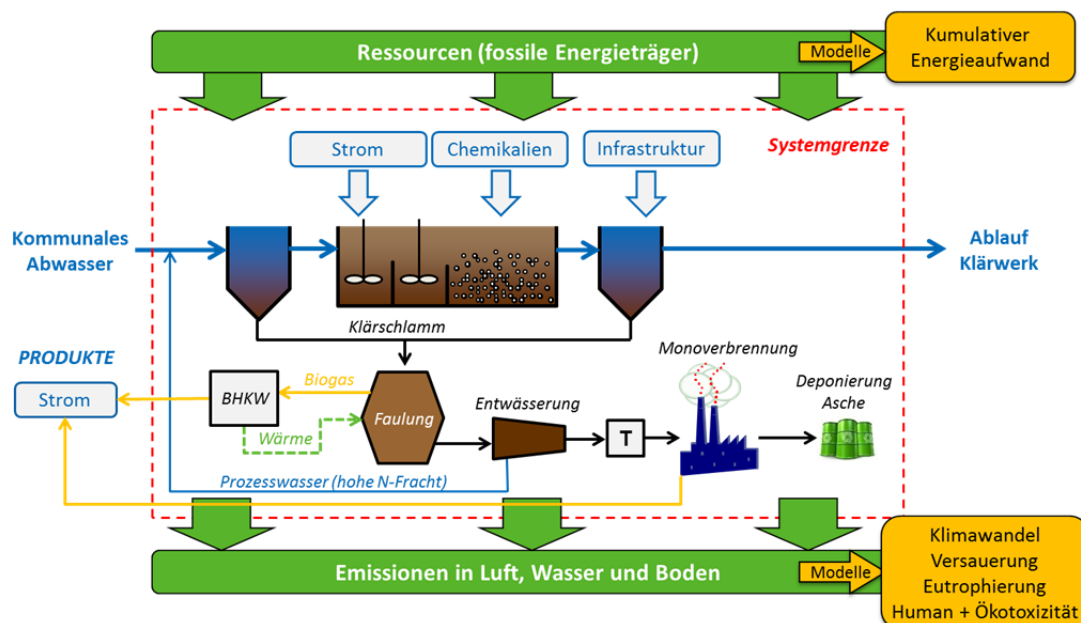 Ressourcen (fossile Energieträger)
Modelle
Kumulativer
Energieaufwand
Systemgrenze
Strom
Chemikalien
Infrastruktur
Kommunales
Abwasser
Ablauf
Klärwerk
Klärschlamm
PRODUKTE
Strom
BHKW
Biogas
Wärme
Faulung
Entwässerung
T
Monoverbrennung
Deponierung
Asche
Prozesswasser (hohe N-Fracht)
Emissionen in Luft, Wasser und Boden
Modelle
Klimawandel
Versauerung
Eutrophierung
Human + Ökotoxizität